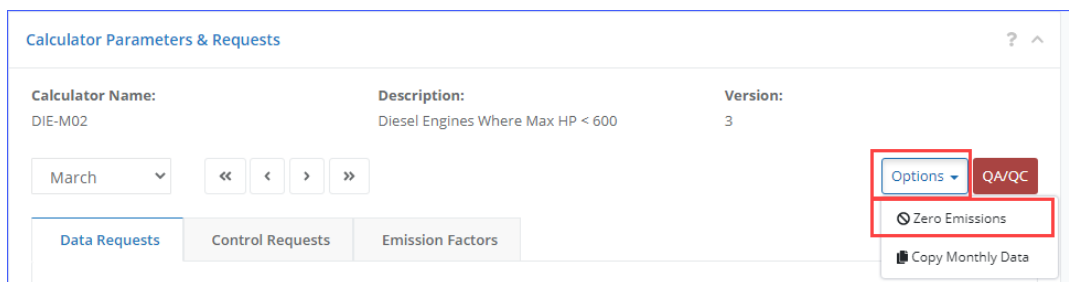 Calculator Parameters & Requests ?
Calculator Name: Description: Version:
DIE-M02 Diesel Engines Where Max HP < 600 3
March « ‹ › » Options QA/QC
Zero Emissions
Data Requests Control Requests Emission Factors
Copy Monthly Data